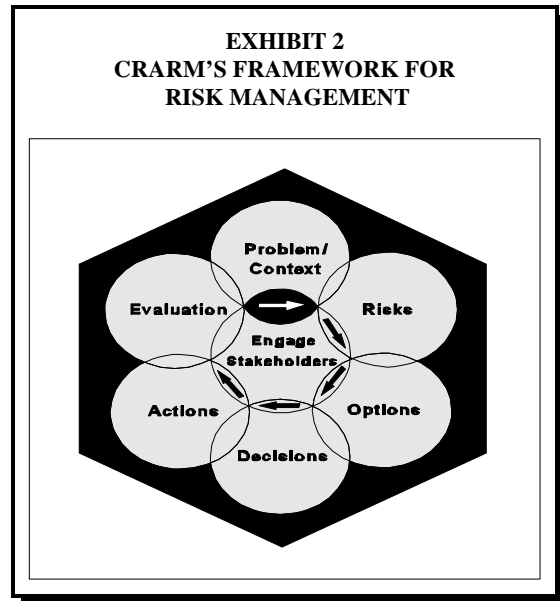 EXHIBIT 2
CRARM'S FRAMEWORK FOR
RISK MANAGEMENT
Problem/
Context
Evaluation
Risks
Engage
Stakeholders
Actions
Options
Decisions